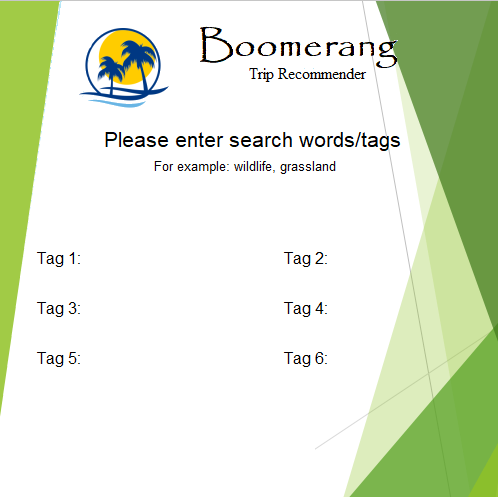 Boomerang
Trip Recommender
Please enter search words/tags
For example: wildlife, grassland
Tag 1:
Tag 2:
Tag 3:
Tag 4:
Tag 5:
Tag 6: